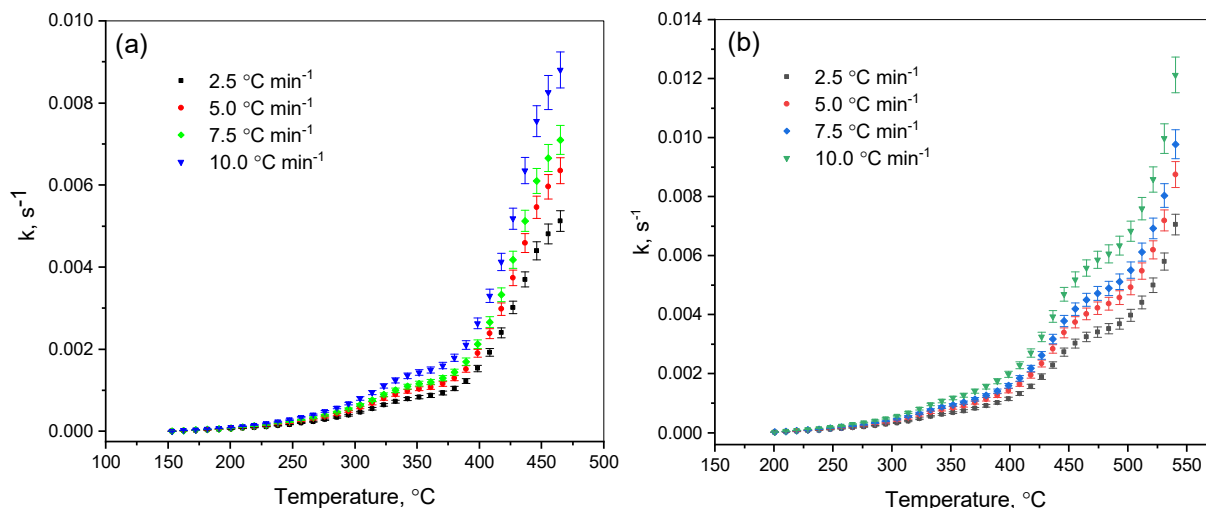 (a)
2.5 °C min⁻¹
5.0 °C min⁻¹
7.5 °C min⁻¹
10.0 °C min⁻¹
0.010
0.008
0.006
0.004
0.002
0.000
k, s⁻¹
100 150 200 250 300 350 400 450 500
Temperature, °C
(b)
2.5 °C min⁻¹
5.0 °C min⁻¹
7.5 °C min⁻¹
10.0 °C min⁻¹
0.014
0.012
0.010
0.008
0.006
0.004
0.002
0.000
k, s⁻¹
150 200 250 300 350 400 450 500 550
Temperature, °C